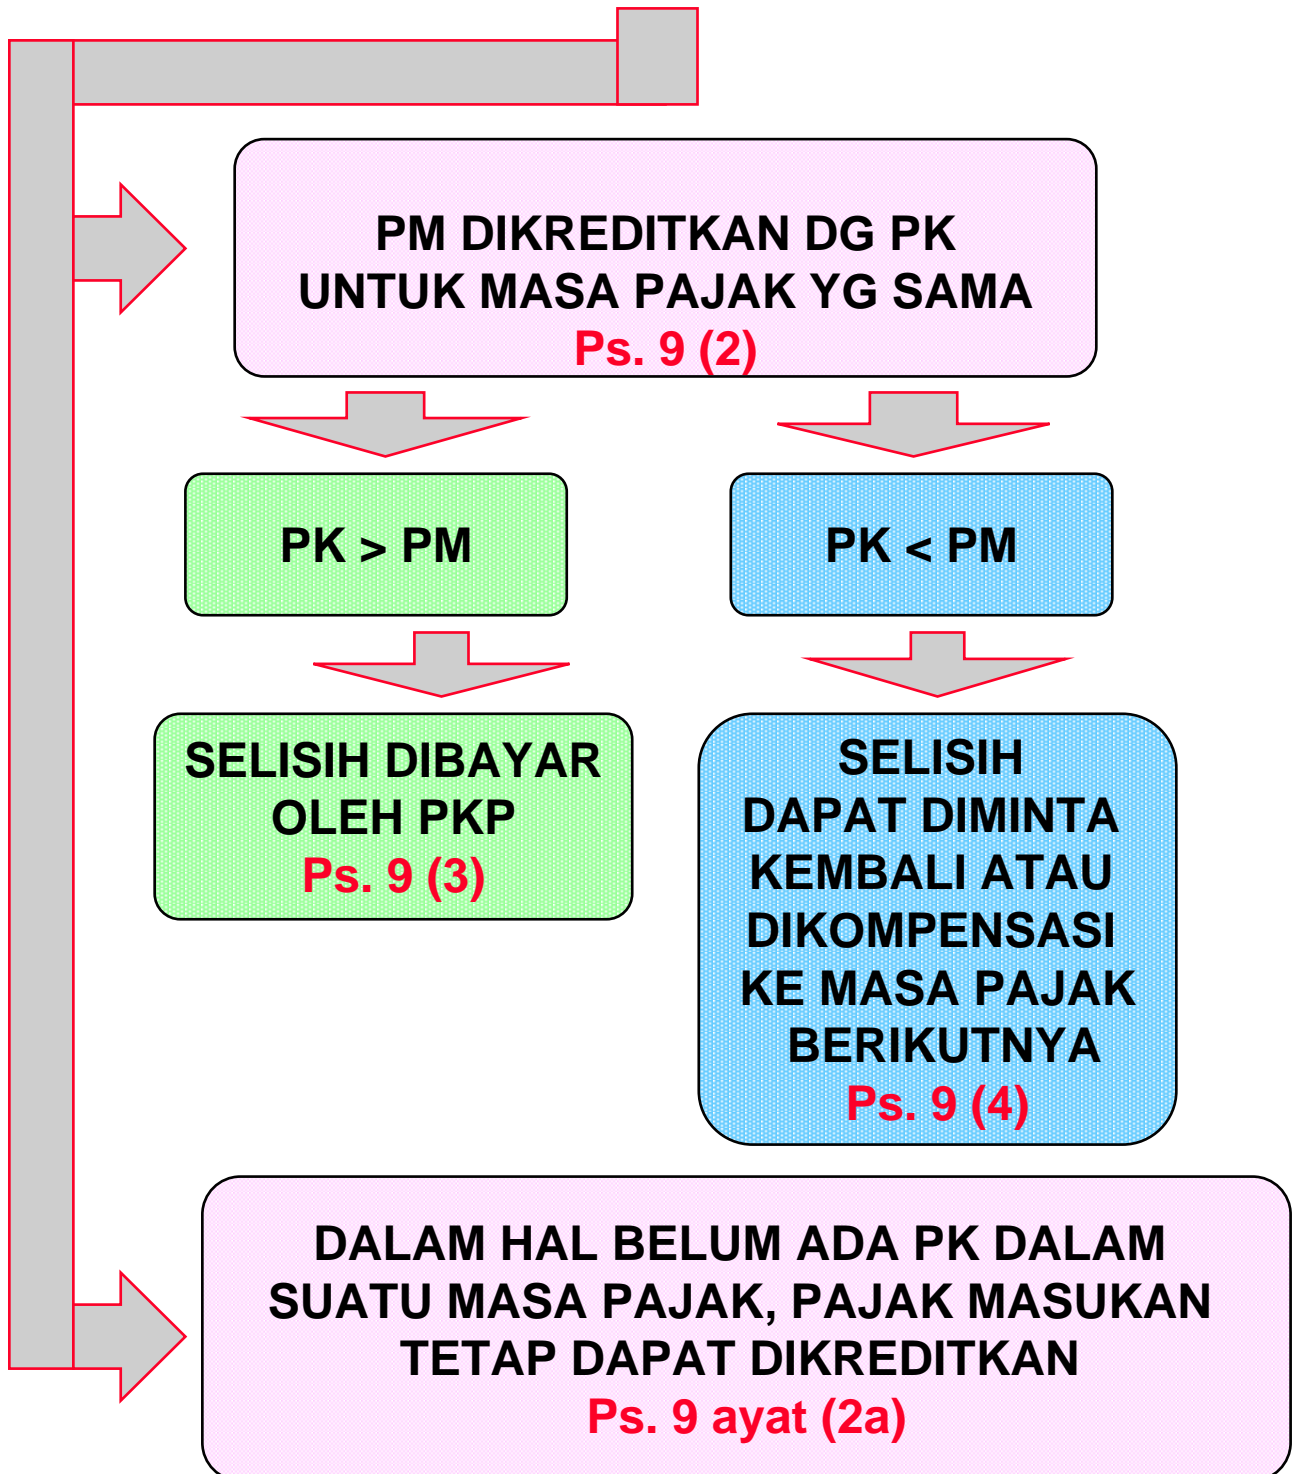 PM DIKREDITKAN DG PK
UNTUK MASA PAJAK YG SAMA
Ps. 9 (2)
PK > PM
PK < PM
SELISIH DIBAYAR
OLEH PKP
Ps. 9 (3)
SELISIH
DAPAT DIMINTA
KEMBALI ATAU
DIKOMPENSASI
KE MASA PAJAK
BERIKUTNYA
Ps. 9 (4)
DALAM HAL BELUM ADA PK DALAM
SUATU MASA PAJAK, PAJAK MASUKAN
TETAP DAPAT DIKREDITKAN
Ps. 9 ayat (2a)